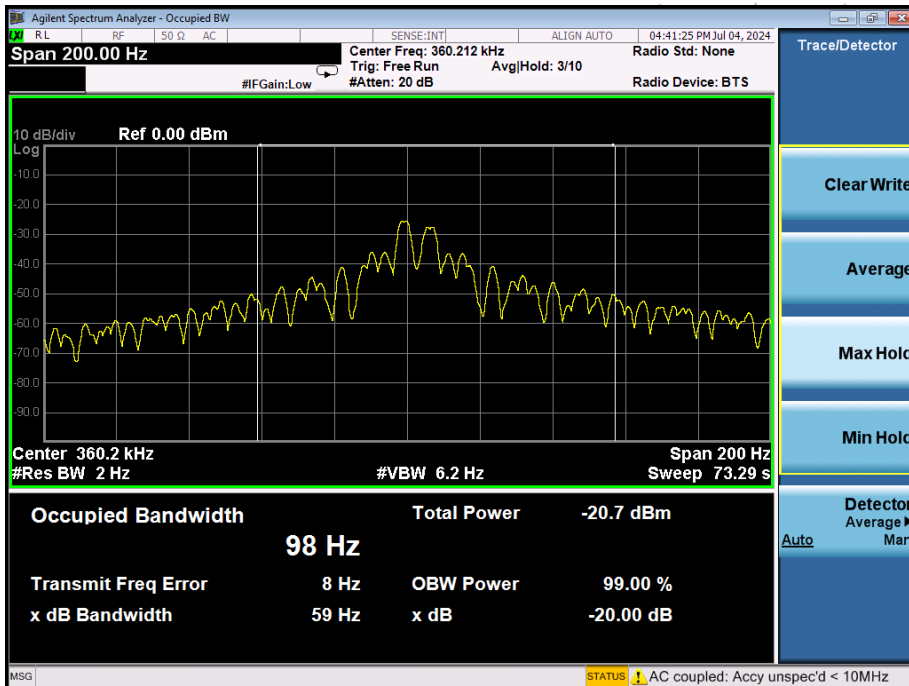 Agilent Spectrum Analyzer - Occupied BW
LXI RL RF 50 Ω AC SENSE:INT ALIGN AUTO 04:41:25 PM Jul 04, 2024
Span 200.00 Hz
Center Freq: 360.212 kHz Radio Std: None
Trig: Free Run Avg|Hold: 3/10
#IFGain:Low #Atten: 20 dB Radio Device: BTS
10 dB/div Ref 0.00 dBm
Log
-10.0
-20.0
-30.0
-40.0
-50.0
-60.0
-70.0
-80.0
-90.0
Center 360.2 kHz Span 200 Hz
#Res BW 2 Hz #VBW 6.2 Hz Sweep 73.29 s
Occupied Bandwidth Total Power -20.7 dBm
98 Hz
Transmit Freq Error 8 Hz OBW Power 99.00 %
x dB Bandwidth 59 Hz x dB -20.00 dB
Trace/Detector
Clear Write
Average
Max Hold
Min Hold
Detector
Average
Auto Man
MSG STATUS AC coupled: Accy unspec'd < 10MHz